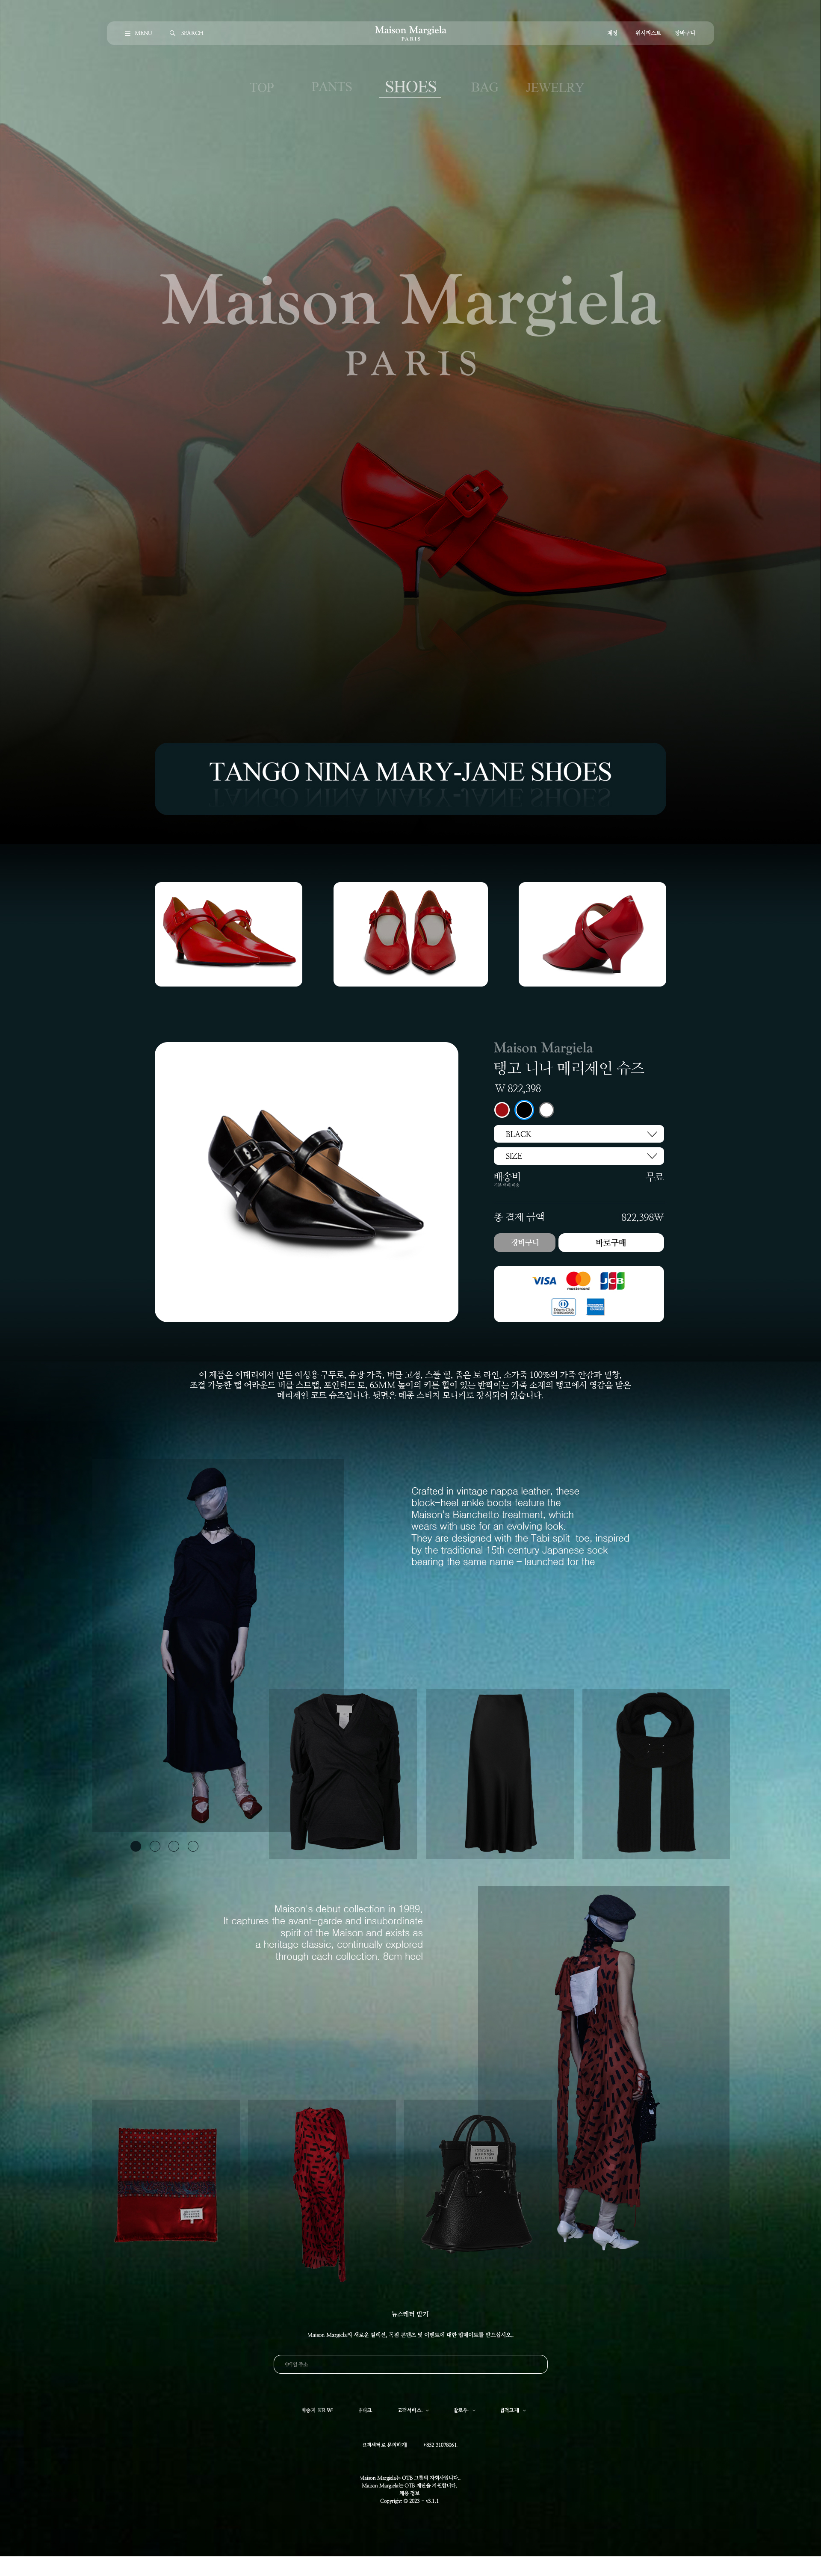 MENU
SEARCH
Maison Margiela
PARIS
계정
위시리스트
장바구니
TOP
PANTS
SHOES
BAG
JEWELRY
Maison Margiela
PARIS
TANGO NINA MARY-JANE SHOES
Maison Margiela
탱고 니나 메리제인 슈즈
₩ 822,398
BLACK
SIZE
배송비
무료
기본 택배 배송
총 결제 금액
822,398₩
장바구니
바로구매
VISA
mastercard
JCB
Diners Club
INTERNATIONAL
이 제품은 이태리에서 만든 여성용 구두로, 유광 가죽, 버클 고정, 스풀 힐, 좁은 토 라인, 소가죽 100%의 가죽 안감과 밑창,
조절 가능한 랩 어라운드 버클 스트랩, 포인티드 토, 65MM 높이의 키튼 힐이 있는 반짝이는 가죽 소재의 탱고에서 영감을 받은
메리제인 코트 슈즈입니다. 뒷면은 메종 스티치 모니커로 장식되어 있습니다.
Crafted in vintage nappa leather, these
block-heel ankle boots feature the
Maison's Bianchetto treatment, which
wears with use for an evolving look.
They are designed with the Tabi split-toe, inspired
by the traditional 15th century Japanese sock
bearing the same name - launched for the
Maison's debut collection in 1989.
It captures the avant-garde and insubordinate
spirit of the Maison and exists as
a heritage classic, continually explored
through each collection. 8cm heel
뉴스레터 받기
Maison Margiela의 새로운 컬렉션, 독점 콘텐츠 및 이벤트에 대한 업데이트를 받으십시오.
이메일 주소
배송지 KR ₩
부티크
고객서비스
팔로우
법적고지
고객센터로 문의하기
+852 31078061
Maison Margiela는 OTB 그룹의 자회사입니다.
Maison Margiela는 OTB 재단을 지원합니다.
채용 정보
Copyright © 2023 - v3.1.1